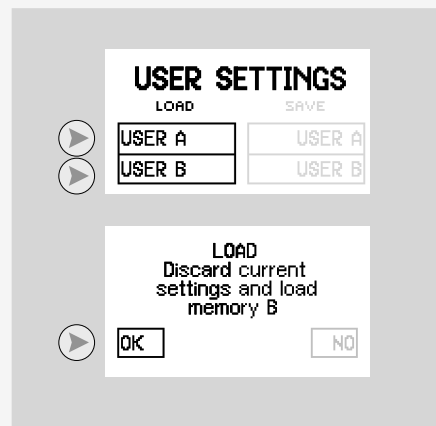 USER SETTINGS
LOAD SAVE
USER A USER A
USER B USER B
LOAD
Discard current
settings and load
memory B
OK NO